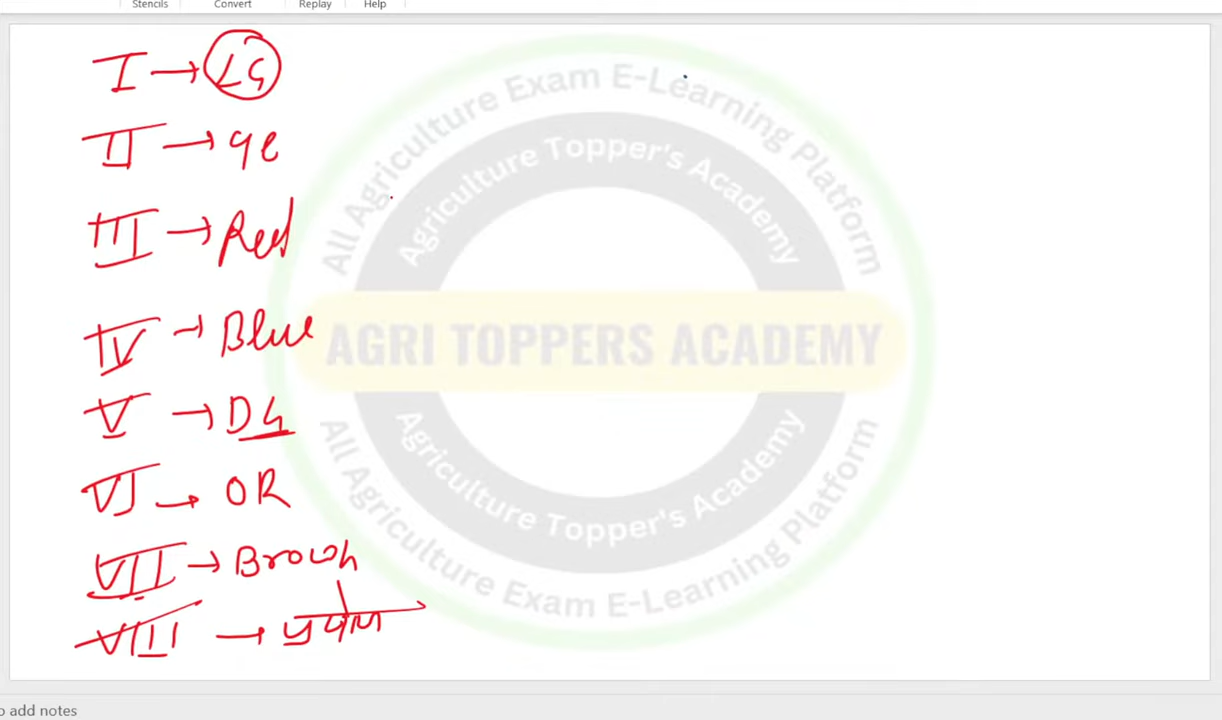 Stencils Convert Replay Help
I → LG
II → ye
III → Red
IV → Blue
V → DG
VI → OR
VII → Brown
VIII →
All Agriculture Exam E-Learning Platform
Agriculture Topper's Academy
AGRI TOPPERS ACADEMY
Agriculture Topper's Academy
All Agriculture Exam E-Learning Platform
o add notes